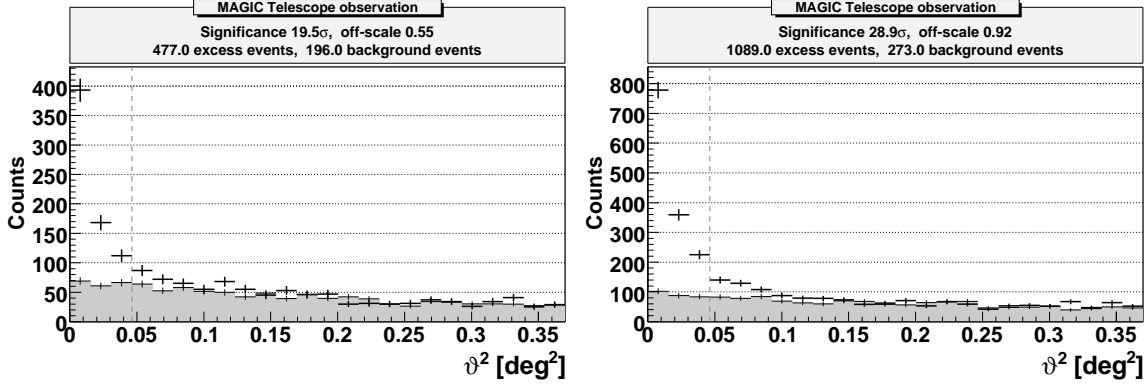 MAGIC Telescope observation
Significance 19.5σ, off-scale 0.55
477.0 excess events, 196.0 background events
Counts
400
350
300
250
200
150
100
50
0
0 0.05 0.1 0.15 0.2 0.25 0.3 0.35
ϑ² [deg²]
MAGIC Telescope observation
Significance 28.9σ, off-scale 0.92
1089.0 excess events, 273.0 background events
Counts
800
700
600
500
400
300
200
100
0
0 0.05 0.1 0.15 0.2 0.25 0.3 0.35
ϑ² [deg²]